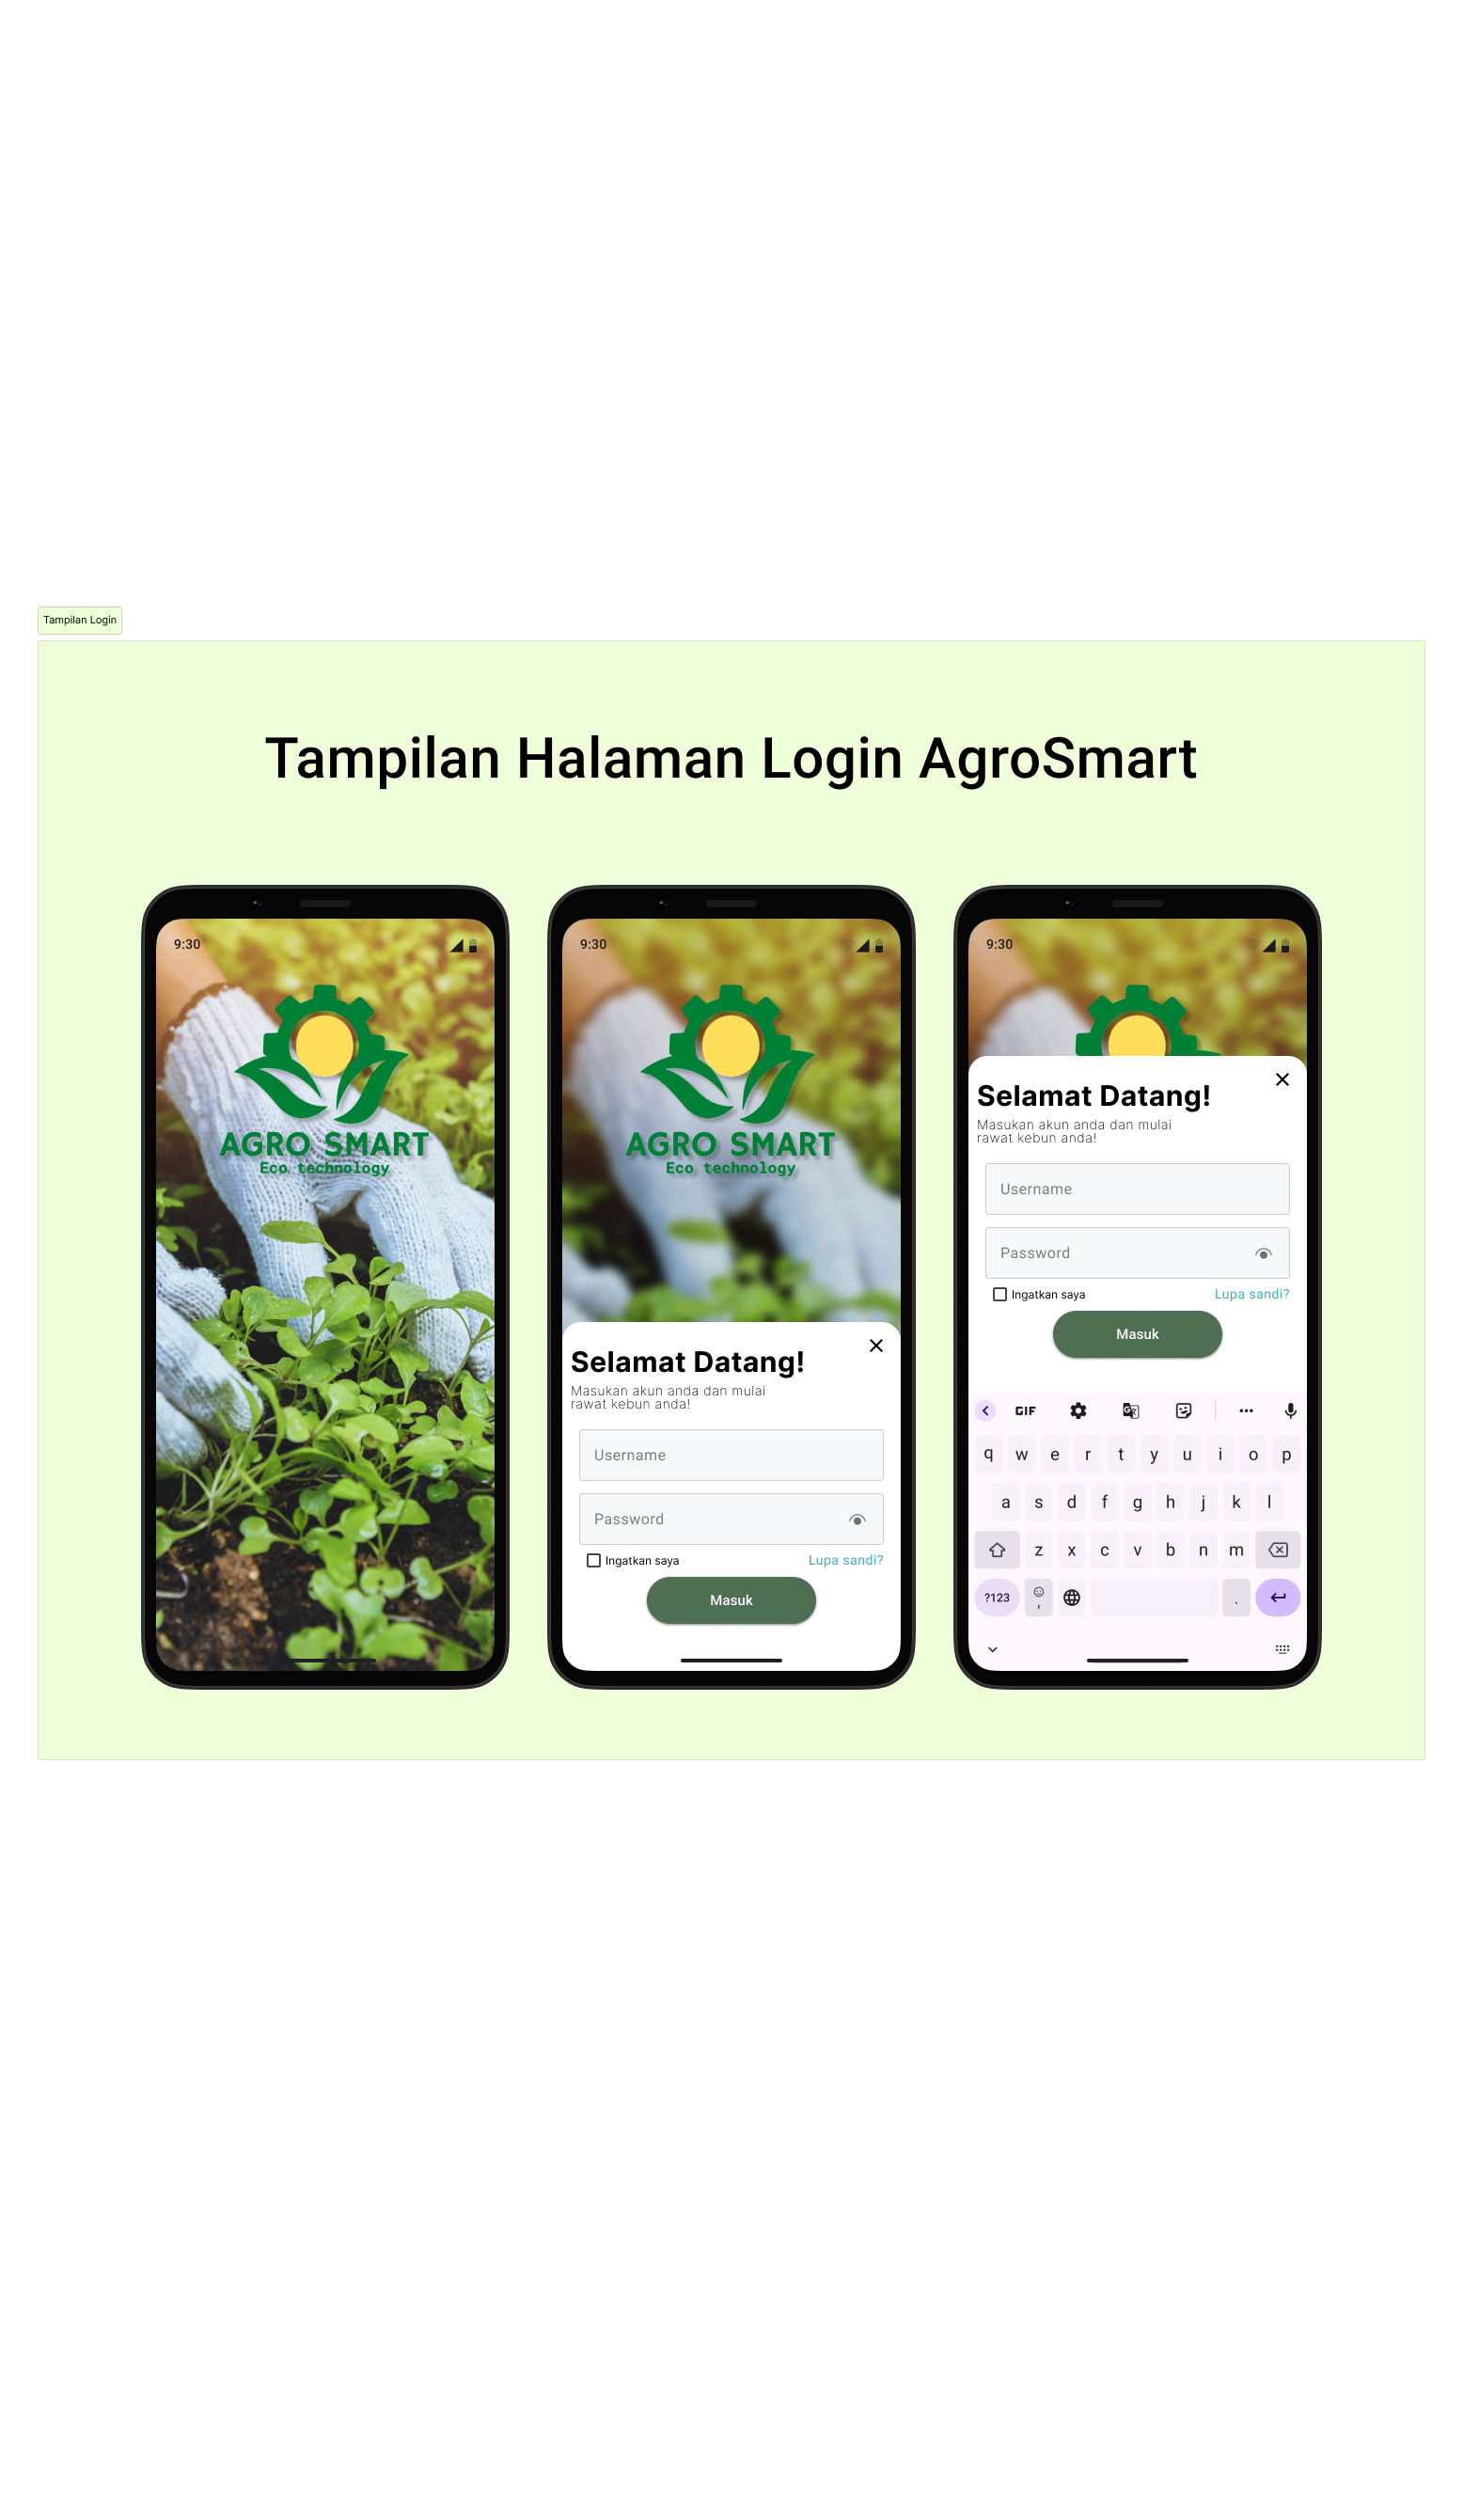 Tampilan Login
Tampilan Halaman Login AgroSmart
9:30
AGRO SMART
Eco technology
9:30
AGRO SMART
Eco technology
Selamat Datang!
Masukan akun anda dan mulai
rawat kebun anda!
Username
Password
Ingatkan saya
Lupa sandi?
Masuk
9:30
Selamat Datang!
Masukan akun anda dan mulai
rawat kebun anda!
Username
Password
Ingatkan saya
Lupa sandi?
Masuk
GIF
q w e r t y u i o p
a s d f g h j k l
z x c v b n m
?123 , .